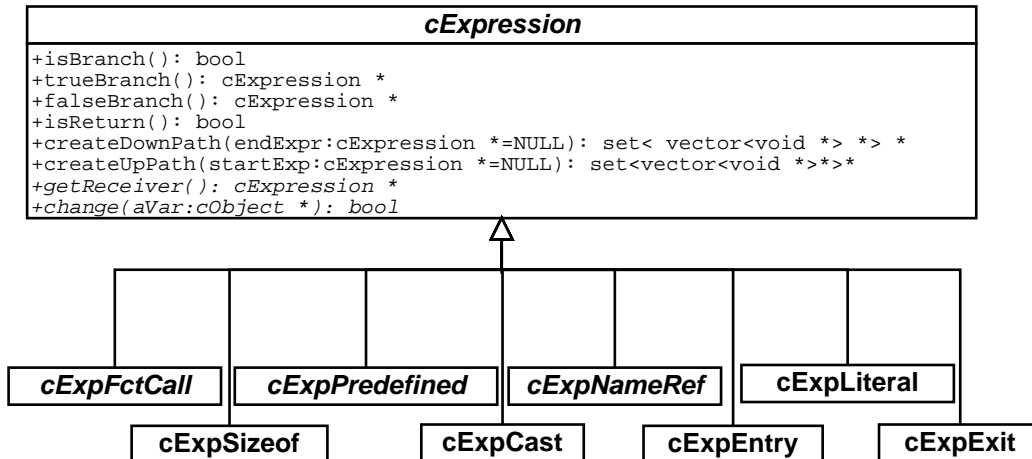 cExpression
+isBranch(): bool
+trueBranch(): cExpression *
+falseBranch(): cExpression *
+isReturn(): bool
+createDownPath(endExpr:cExpression *=NULL): set< vector<void *> *> *
+createUpPath(startExp:cExpression *=NULL): set<vector<void *>*>*
+getReceiver(): cExpression *
+change(aVar:cObject *): bool
cExpFctCall cExpPredefined cExpNameRef cExpLiteral
cExpSizeof cExpCast cExpEntry cExpExit